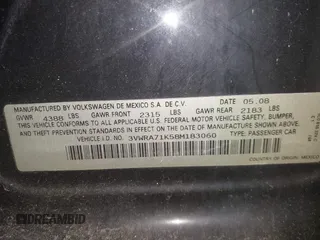 MANUFACTURED BY VOLKSWAGEN DE MEXICO S.A. DE C.V. 05.08
GVWR 4388 LBS. GAWR FRONT 2315 LBS GAWR REAR 2183 LBS
THIS VEHICLE CONFORMS TO ALL APPLICABLE U.S. FEDERAL MOTOR VEHICLE SAFETY, BUMPER,
AND THEFT PREVENTION STANDARDS IN EFFECT ON THE DATE OF MANUFACTURE SHOWN ABOVE.
VEHICLE I.D. NO. 3VWRA71K58M183060 TYPE: PASSENGER CAR
COUNTRY OF ORIGIN: MEXICO
DREAMBID